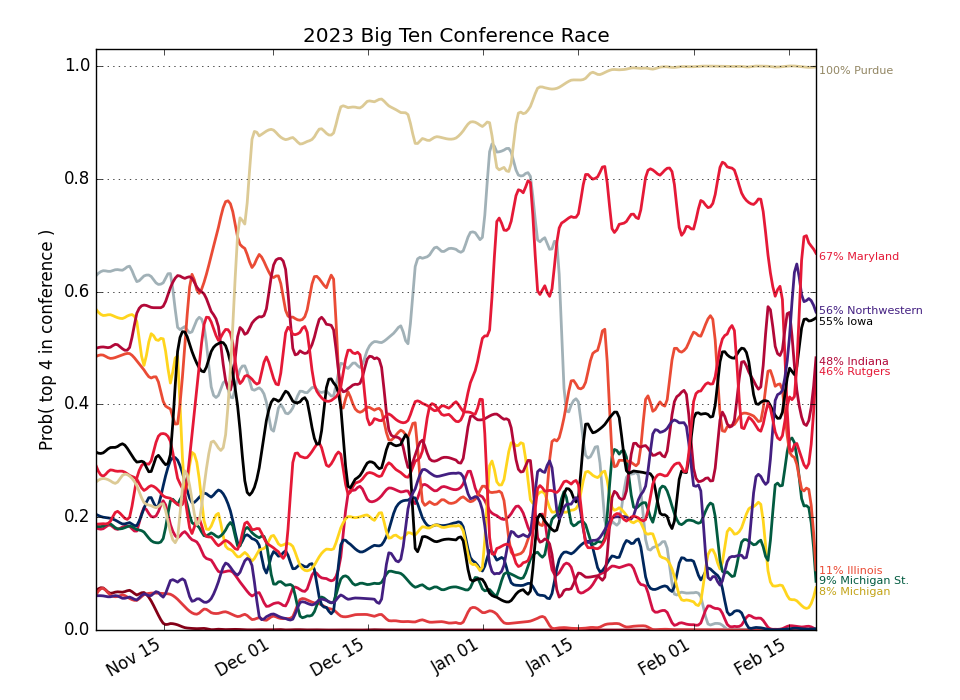 2023 Big Ten Conference Race
Prob( top 4 in conference )
1.0
0.8
0.6
0.4
0.2
0.0
Nov 15
Dec 01
Dec 15
Jan 01
Jan 15
Feb 01
Feb 15
100% Purdue
67% Maryland
56% Northwestern
55% Iowa
48% Indiana
46% Rutgers
11% Illinois
9% Michigan St.
8% Michigan